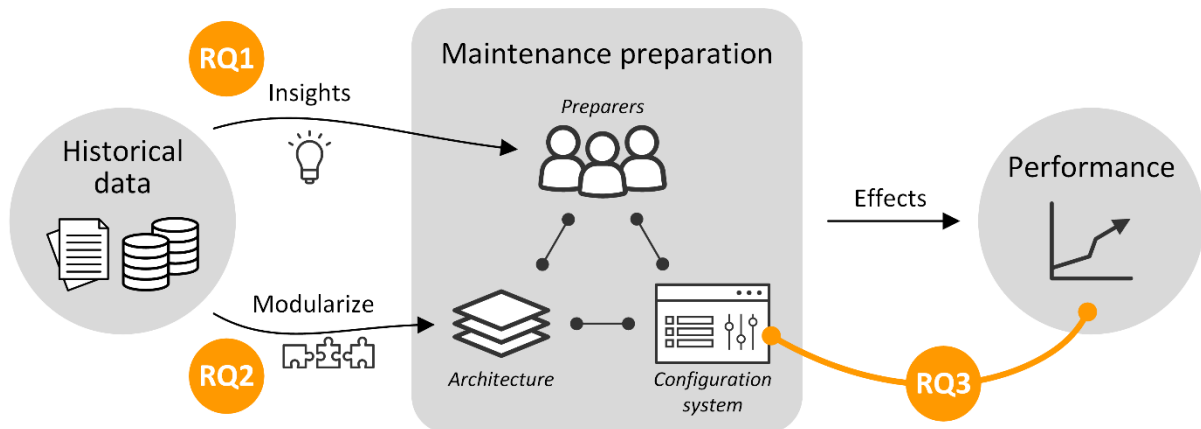 RQ1
Insights
Historical
data
Modularize
RQ2
Maintenance preparation
Preparers
Architecture
Configuration
system
Effects
Performance
RQ3